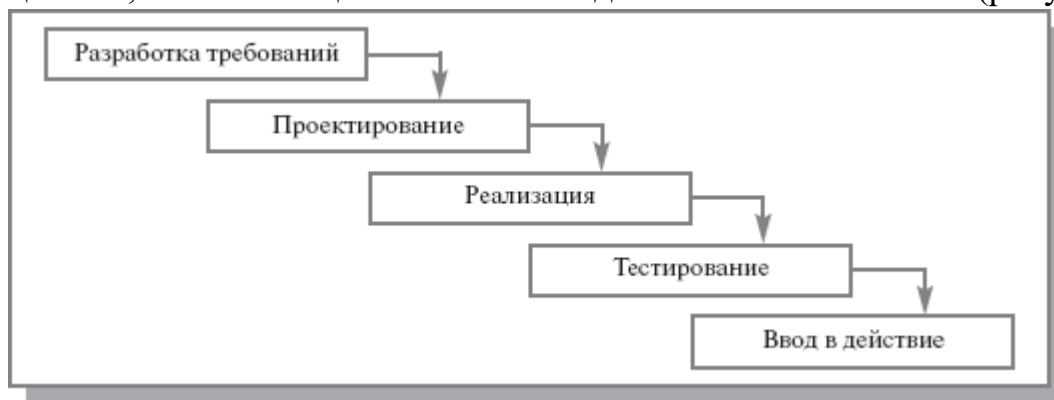 Разработка требований
Проектирование
Реализация
Тестирование
Ввод в действие